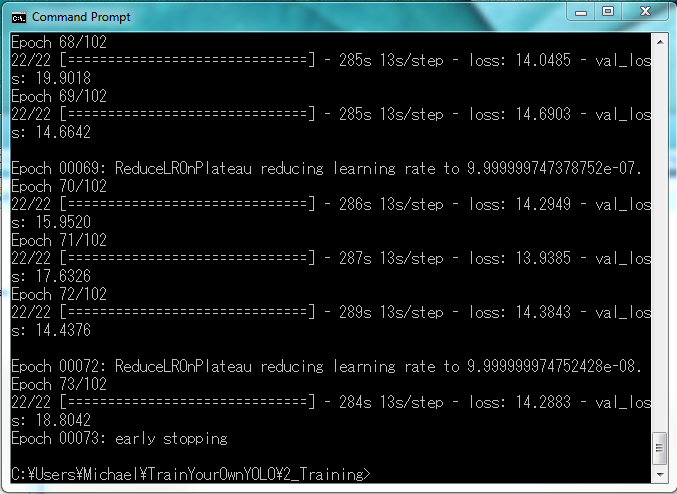 Command Prompt
Epoch 68/102
22/22 [==============================] - 285s 13s/step - loss: 14.0485 - val_los
s: 19.9018
Epoch 69/102
22/22 [==============================] - 285s 13s/step - loss: 14.6903 - val_los
s: 14.6642
Epoch 00069: ReduceLROnPlateau reducing learning rate to 9.999999747378752e-07.
Epoch 70/102
22/22 [==============================] - 286s 13s/step - loss: 14.2949 - val_los
s: 15.9520
Epoch 71/102
22/22 [==============================] - 287s 13s/step - loss: 13.9385 - val_los
s: 17.6326
Epoch 72/102
22/22 [==============================] - 289s 13s/step - loss: 14.3843 - val_los
s: 14.4376
Epoch 00072: ReduceLROnPlateau reducing learning rate to 9.999999974752428e-08.
Epoch 73/102
22/22 [==============================] - 284s 13s/step - loss: 14.2883 - val_los
s: 18.8042
Epoch 00073: early stopping
C:¥Users¥Michael¥TrainYourOwnYOLO¥2_Training>